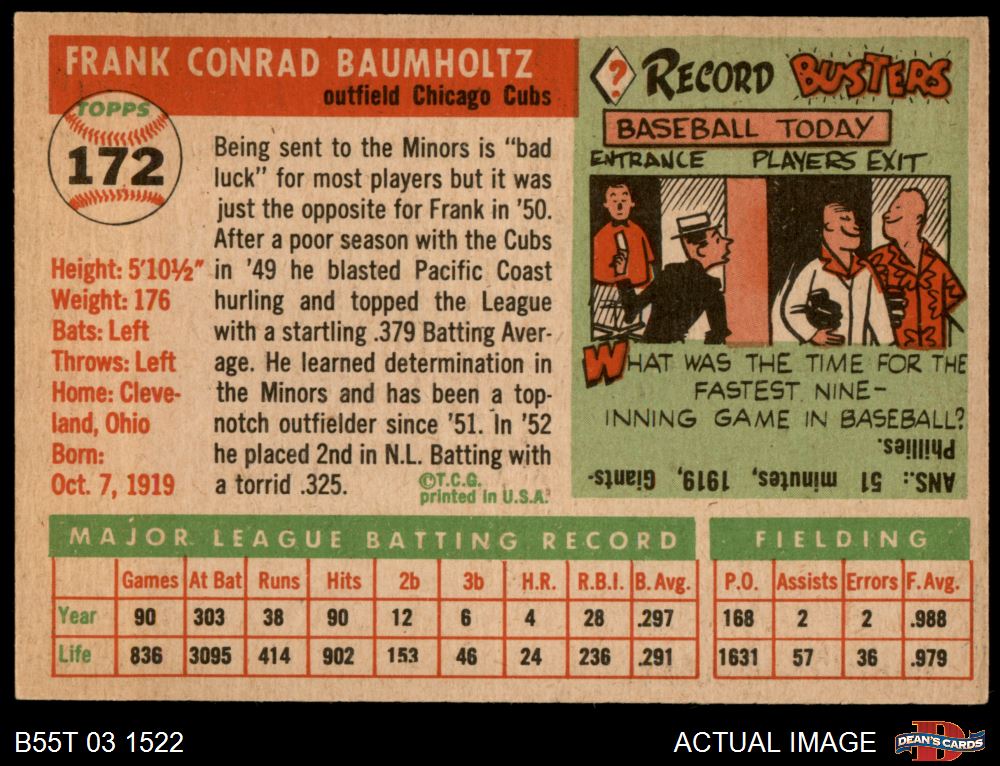 FRANK CONRAD BAUMHOLTZ
outfield Chicago Cubs
TOPPS
172
Being sent to the Minors is "bad
luck" for most players but it was
just the opposite for Frank in '50.
After a poor season with the Cubs
in '49 he blasted Pacific Coast
hurling and topped the League
with a startling .379 Batting Aver-
age. He learned determination in
the Minors and has been a top-
notch outfielder since '51. In '52
he placed 2nd in N.L. Batting with
a torrid .325.
©T.C.G.
printed in U.S.A.
Height: 5'10½"
Weight: 176
Bats: Left
Throws: Left
Home: Cleve-
land, Ohio
Born:
Oct. 7, 1919
? RECORD BUSTERS
BASEBALL TODAY
ENTRANCE PLAYERS EXIT
WHAT WAS THE TIME FOR THE
FASTEST NINE-
INNING GAME IN BASEBALL?
ANS.: 51 minutes, 1919, Giants-
Phillies.
MAJOR LEAGUE BATTING RECORD
Games At Bat Runs Hits 2b 3b H.R. R.B.I. B. Avg.
Year 90 303 38 90 12 6 4 28 .297
Life 836 3095 414 902 153 46 24 236 .291
FIELDING
P.O. Assists Errors F. Avg.
168 2 2 .988
1631 57 36 .979
B55T 03 1522
ACTUAL IMAGE
DEAN'S CARDS